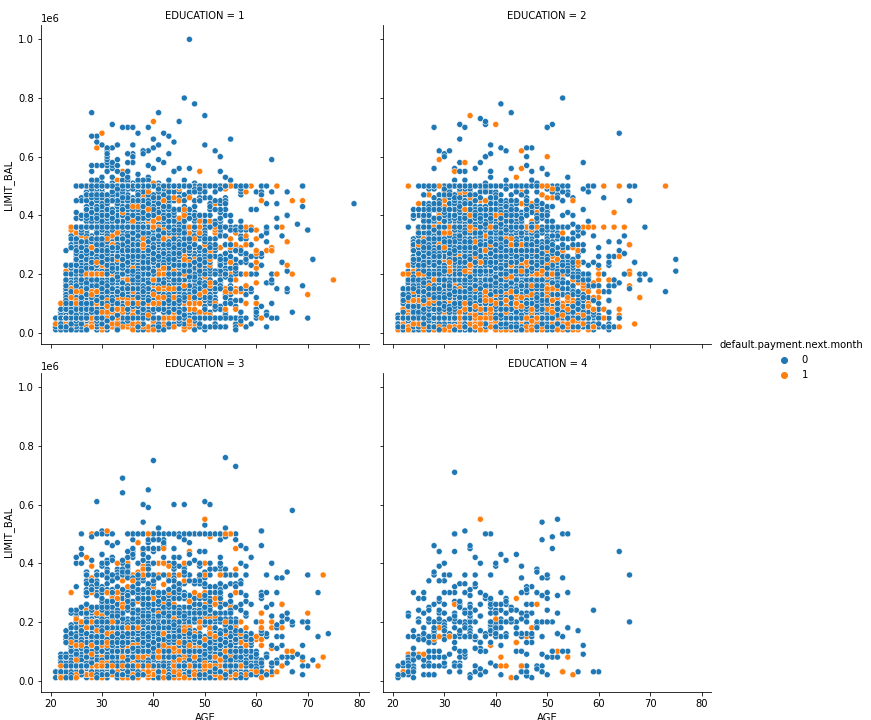 EDUCATION = 1
EDUCATION = 2
1e6
1.0
0.8
0.6
0.4
0.2
0.0
LIMIT_BAL
default.payment.next.month
0
1
EDUCATION = 3
EDUCATION = 4
1e6
1.0
0.8
0.6
0.4
0.2
0.0
LIMIT_BAL
20 30 40 50 60 70 80
20 30 40 50 60 70 80
AGE
AGE